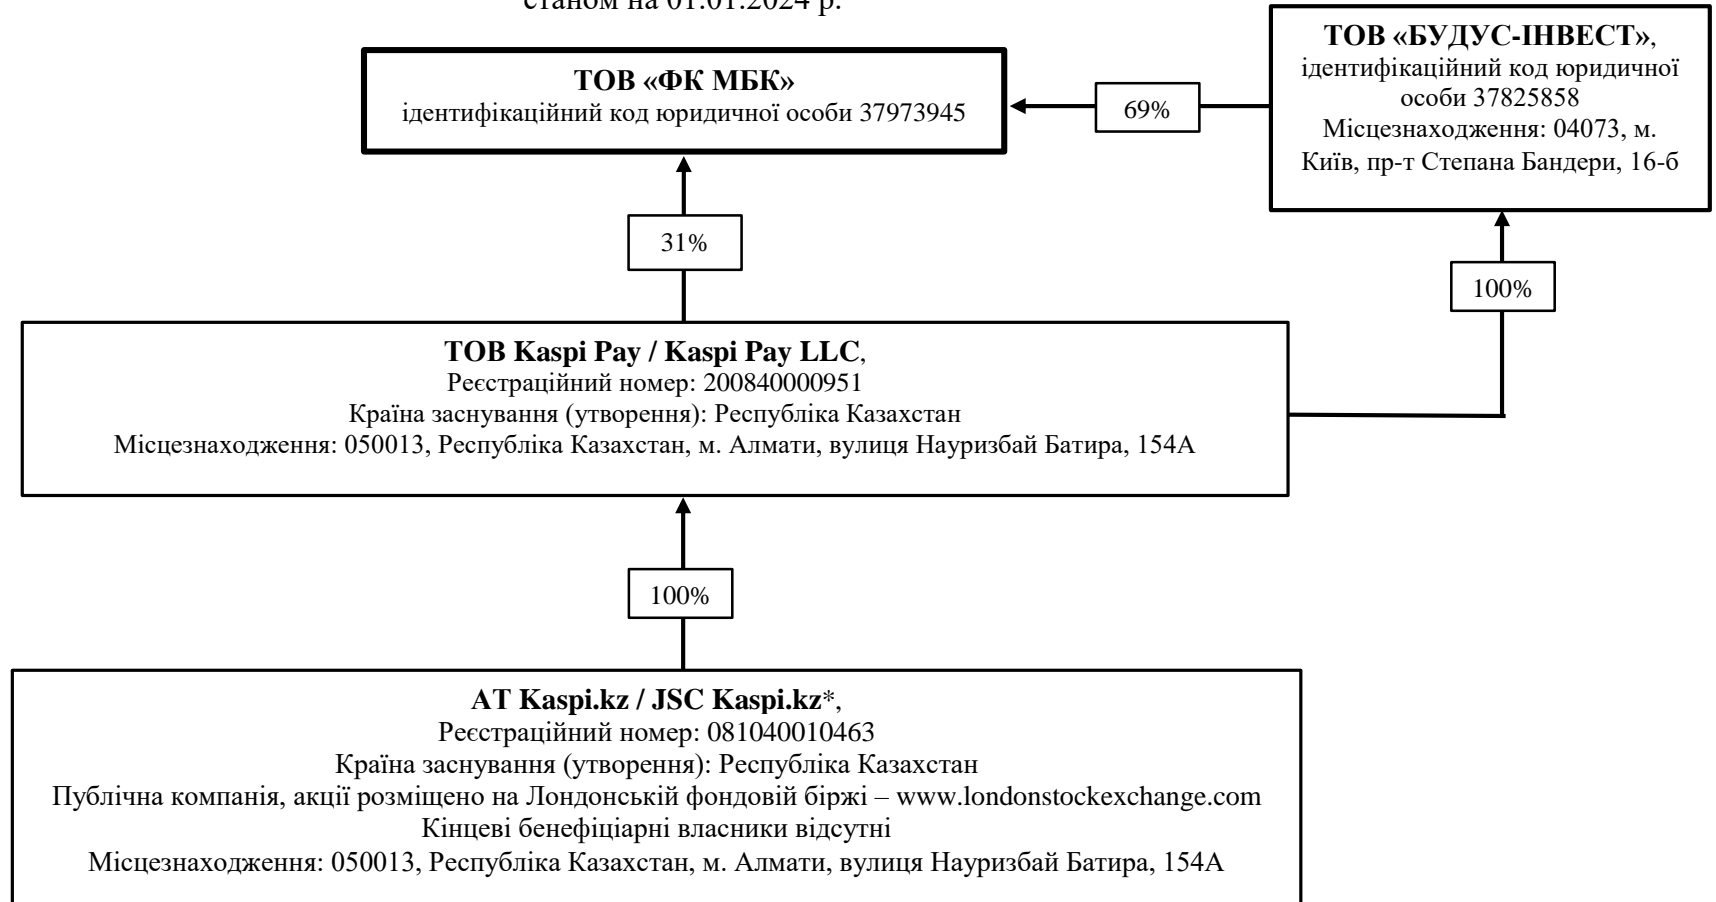 станом на 01.01.2024 р.
ТОВ «ФК МБК»
ідентифікаційний код юридичної особи 37973945
69%
ТОВ «БУДУС-ІНВЕСТ»,
ідентифікаційний код юридичної
особи 37825858
Місцезнаходження: 04073, м.
Київ, пр-т Степана Бандери, 16-б
31%
100%
ТОВ Kaspi Pay / Kaspi Pay LLC,
Реєстраційний номер: 200840000951
Країна заснування (утворення): Республіка Казахстан
Місцезнаходження: 050013, Республіка Казахстан, м. Алмати, вулиця Науризбай Батира, 154А
100%
АТ Kaspi.kz / JSC Kaspi.kz*,
Реєстраційний номер: 081040010463
Країна заснування (утворення): Республіка Казахстан
Публічна компанія, акції розміщено на Лондонській фондовій біржі – www.londonstockexchange.com
Кінцеві бенефіціарні власники відсутні
Місцезнаходження: 050013, Республіка Казахстан, м. Алмати, вулиця Науризбай Батира, 154А